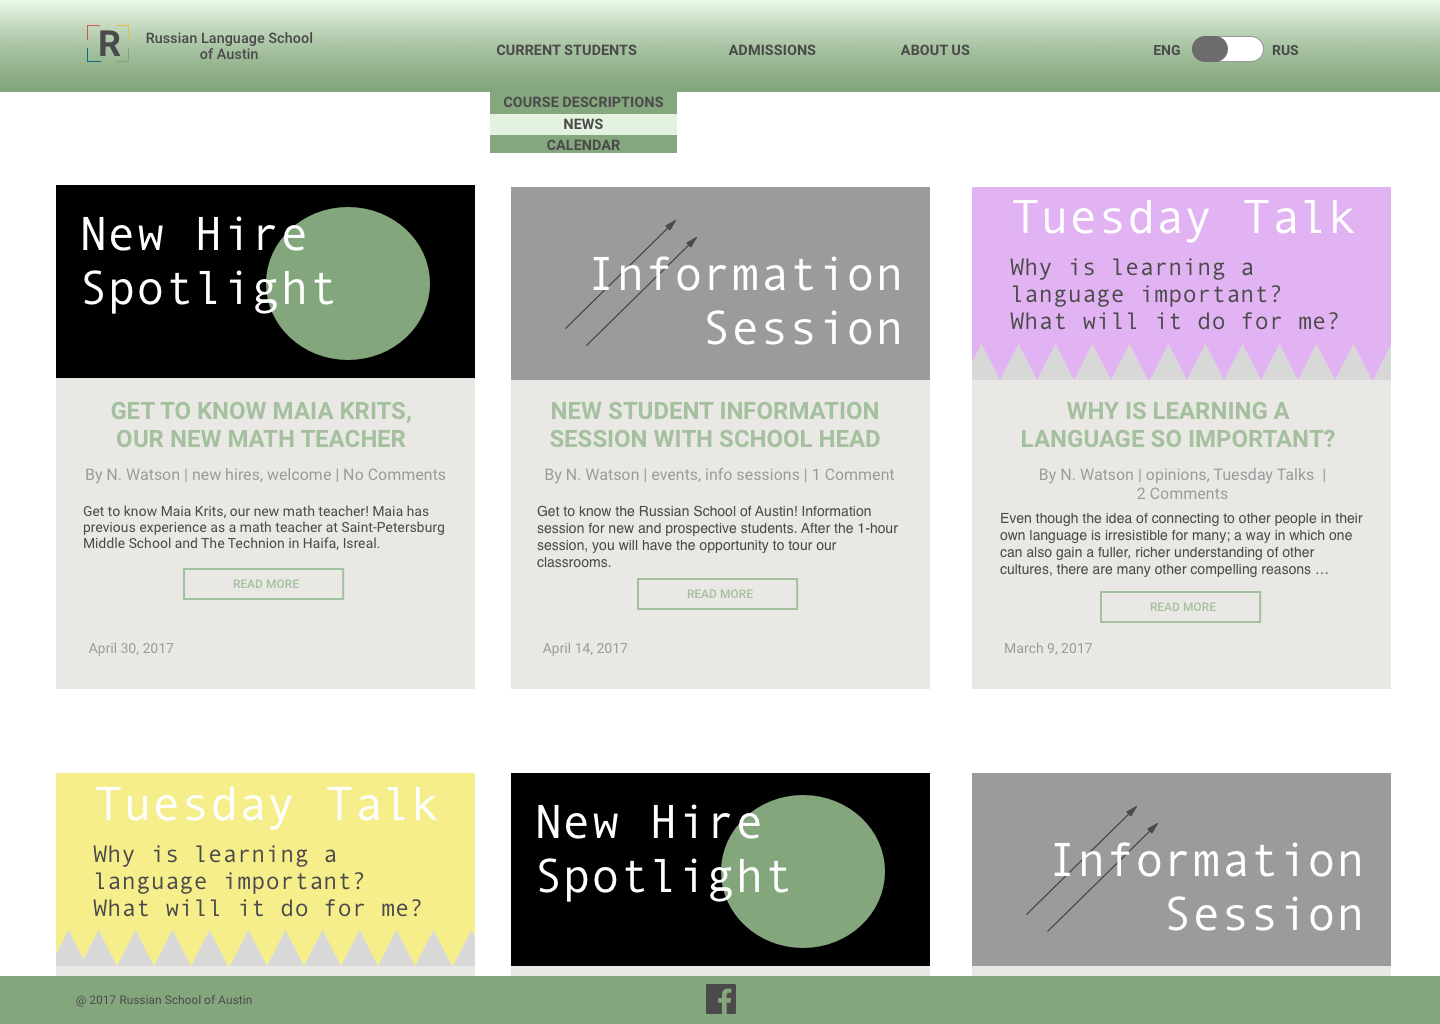 R
Russian Language School
of Austin
CURRENT STUDENTS
ADMISSIONS
ABOUT US
ENG
RUS
COURSE DESCRIPTIONS
NEWS
CALENDAR
New Hire
Spotlight
GET TO KNOW MAIA KRITS,
OUR NEW MATH TEACHER
By N. Watson | new hires, welcome | No Comments
Get to know Maia Krits, our new math teacher! Maia has
previous experience as a math teacher at Saint-Petersburg
Middle School and The Technion in Haifa, Isreal.
READ MORE
April 30, 2017
Information
Session
NEW STUDENT INFORMATION
SESSION WITH SCHOOL HEAD
By N. Watson | events, info sessions | 1 Comment
Get to know the Russian School of Austin! Information
session for new and prospective students. After the 1-hour
session, you will have the opportunity to tour our
classrooms.
READ MORE
April 14, 2017
Tuesday Talk
Why is learning a
language important?
What will it do for me?
WHY IS LEARNING A
LANGUAGE SO IMPORTANT?
By N. Watson | opinions, Tuesday Talks |
2 Comments
Even though the idea of connecting to other people in their
own language is irresistible for many; a way in which one
can also gain a fuller, richer understanding of other
cultures, there are many other compelling reasons …
READ MORE
March 9, 2017
Tuesday Talk
Why is learning a
language important?
What will it do for me?
New Hire
Spotlight
Information
Session
@ 2017 Russian School of Austin